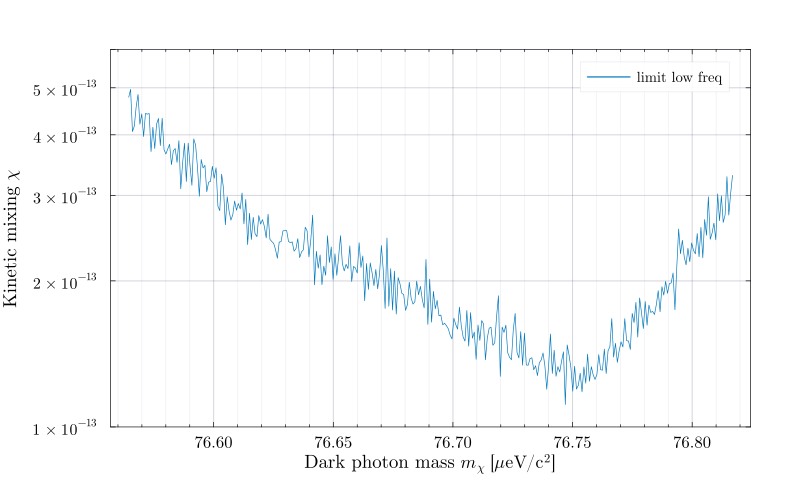 Kinetic mixing χ
5 × 10⁻¹³
4 × 10⁻¹³
3 × 10⁻¹³
2 × 10⁻¹³
1 × 10⁻¹³
limit low freq
76.60 76.65 76.70 76.75 76.80
Dark photon mass mᵪ [μeV/c²]